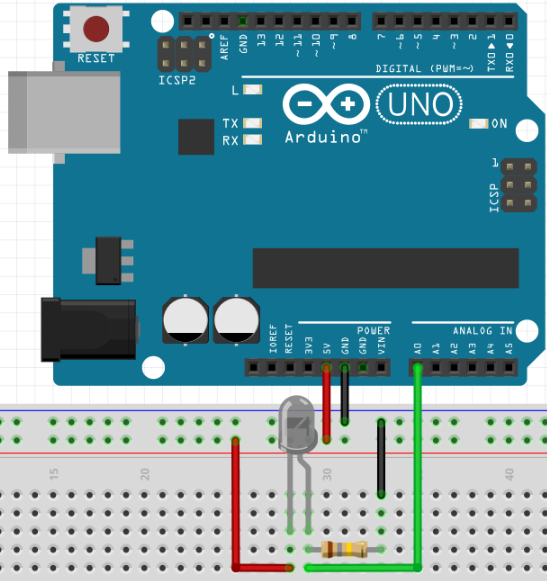 RESET
ICSP2
AREF
GND
13
12
~11
~10
~9
8
7
~6
~5
4
~3
2
TX0▶1
RX0◀0
DIGITAL (PWM=~)
L
TX
RX
Arduino™
UNO
ON
1
ICSP
POWER
ANALOG IN
IOREF
RESET
3V3
5V
GND
GND
VIN
A0
A1
A2
A3
A4
A5
15
20
30
40